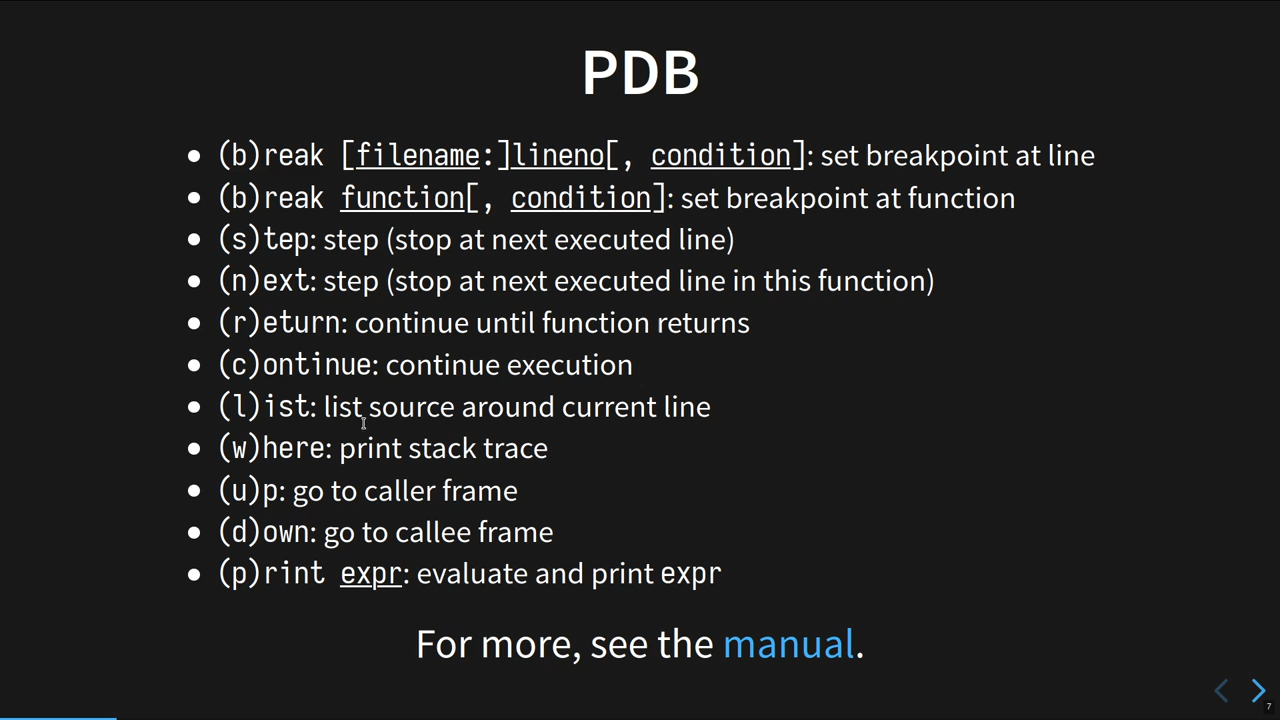 PDB
• (b)reak [filename:]lineno[, condition]: set breakpoint at line
• (b)reak function[, condition]: set breakpoint at function
• (s)tep: step (stop at next executed line)
• (n)ext: step (stop at next executed line in this function)
• (r)eturn: continue until function returns
• (c)ontinue: continue execution
• (l)ist: list source around current line
• (w)here: print stack trace
• (u)p: go to caller frame
• (d)own: go to callee frame
• (p)rint expr: evaluate and print expr
For more, see the manual.
7